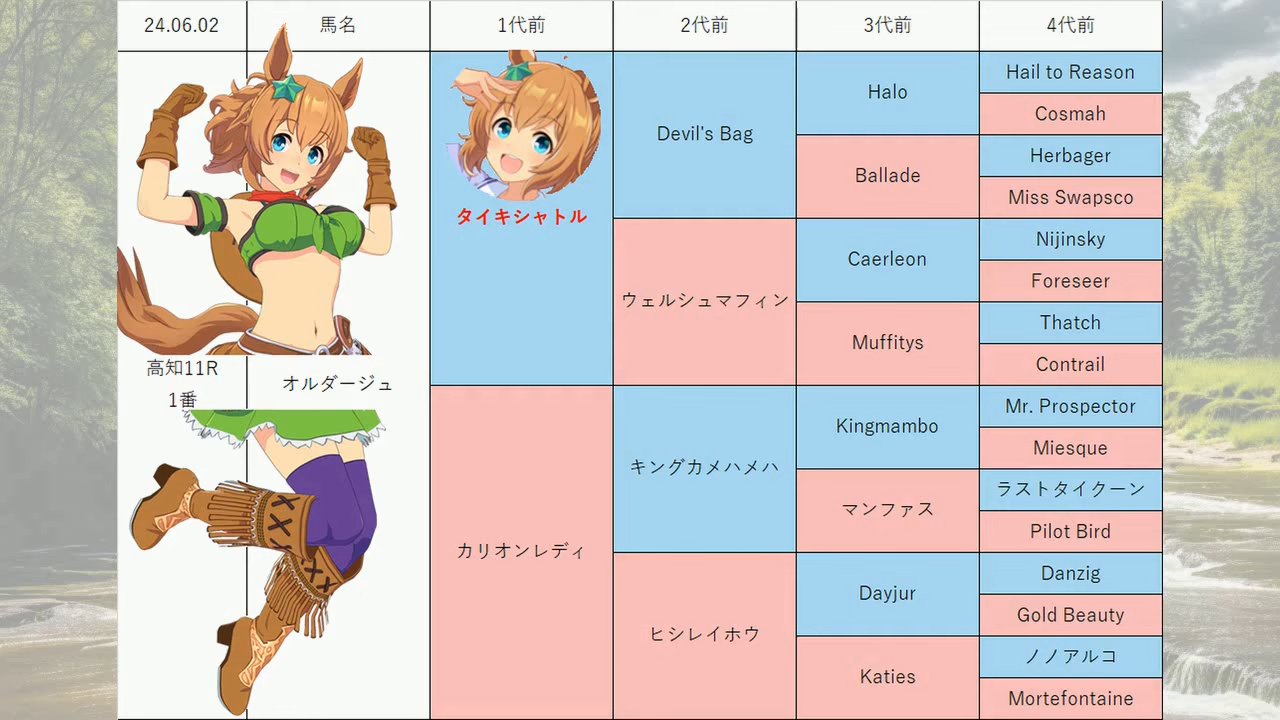 24.06.02
馬名
1代前
2代前
3代前
4代前
高知11R
1番
オルダージュ
タイキシャトル
カリオンレディ
Devil's Bag
ウェルシュマフィン
キングカメハメハ
ヒシレイホウ
Halo
Ballade
Caerleon
Muffitys
Kingmambo
マンファス
Dayjur
Katies
Hail to Reason
Cosmah
Herbager
Miss Swapsco
Nijinsky
Foreseer
Thatch
Contrail
Mr. Prospector
Miesque
ラストタイクーン
Pilot Bird
Danzig
Gold Beauty
ノノアルコ
Mortefontaine